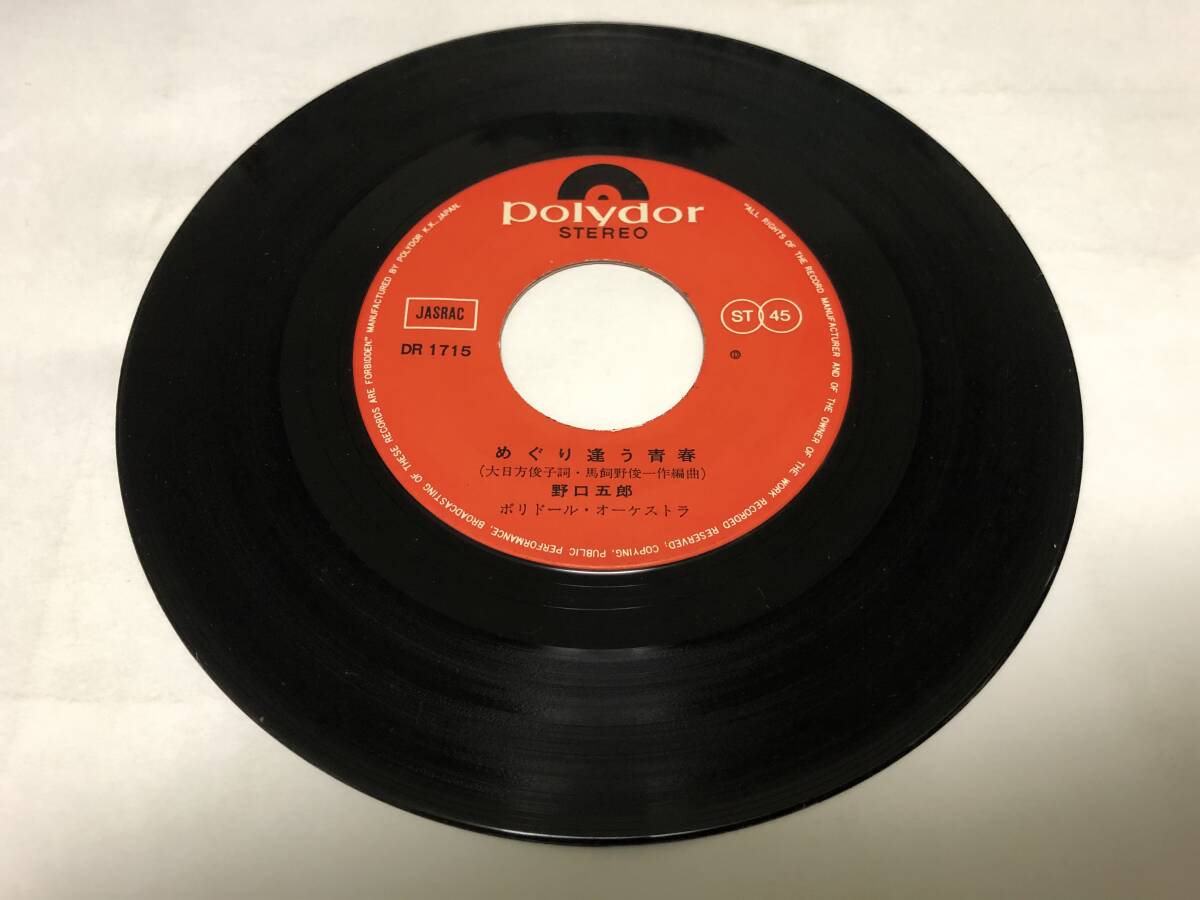 polydor
STEREO
JASRAC
ST 45
DR 1715
めぐり逢う青春
(大日方俊子詞・馬飼野俊一作編曲)
野口五郎
ポリドール・オーケストラ
"ALL RIGHTS OF THE RECORD MANUFACTURER AND OF THE OWNER OF THE WORK RECORDED RESERVED, COPYING, PUBLIC PERFORMANCE, BROADCASTING OF THESE RECORDS ARE FORBIDDEN." MANUFACTURED BY POLYDOR K.K., JAPAN.